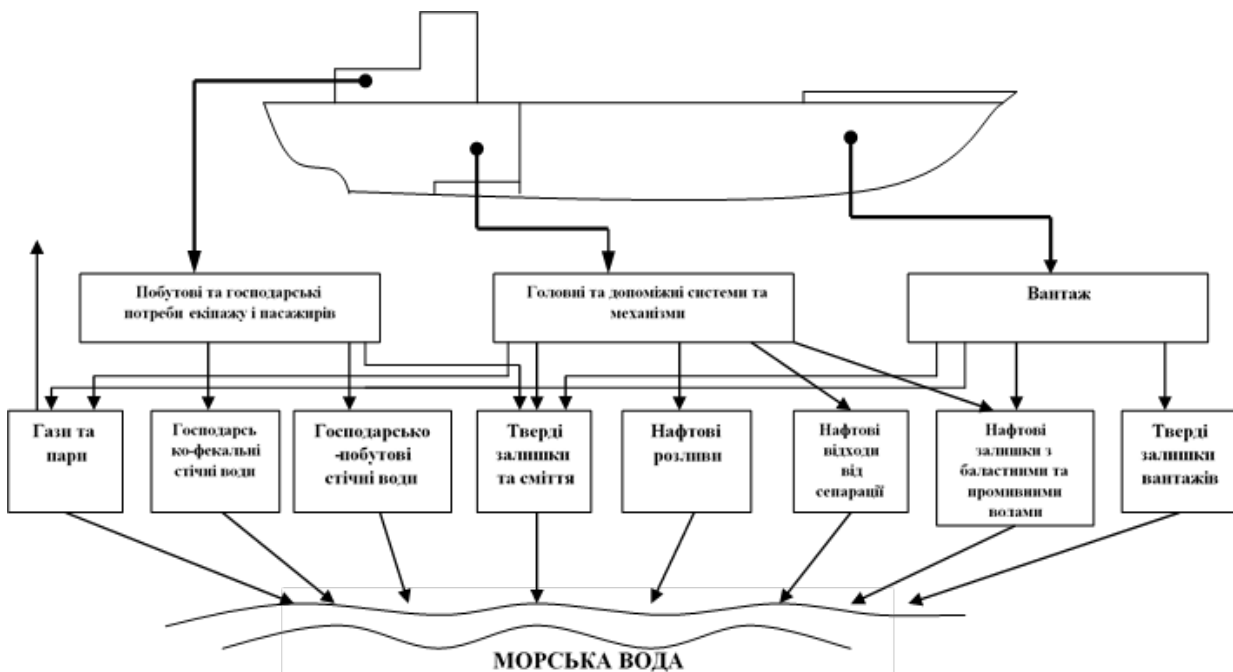 Побутові та господарські
потреби екіпажу і пасажирів
Головні та допоміжні системи та
механізми
Вантаж
Гази та
пари
Господарсь
ко-фекальні
стічні води
Господарсько
-побутові
стічні води
Тверді
залишки
та сміття
Нафтові
розливи
Нафтові
відходи
від
сепарації
Нафтові
залишки з
баластними та
промивними
волами
Тверді
залишки
вантажів
МОРСЬКА ВОДА